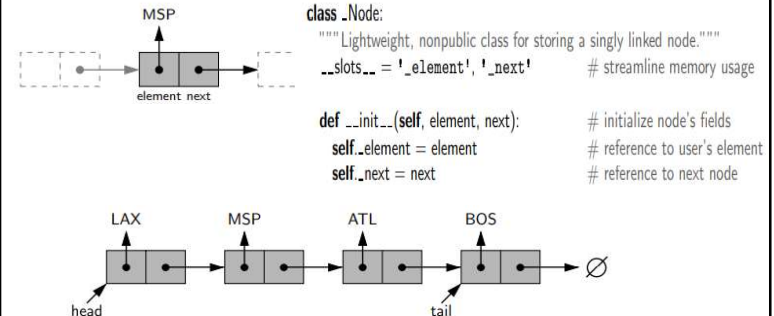 MSP
element next
class _Node:
"""Lightweight, nonpublic class for storing a singly linked node."""
__slots__ = '_element', '_next' # streamline memory usage
def __init__(self, element, next): # initialize node's fields
self._element = element # reference to user's element
self._next = next # reference to next node
LAX MSP ATL BOS
∅
head tail